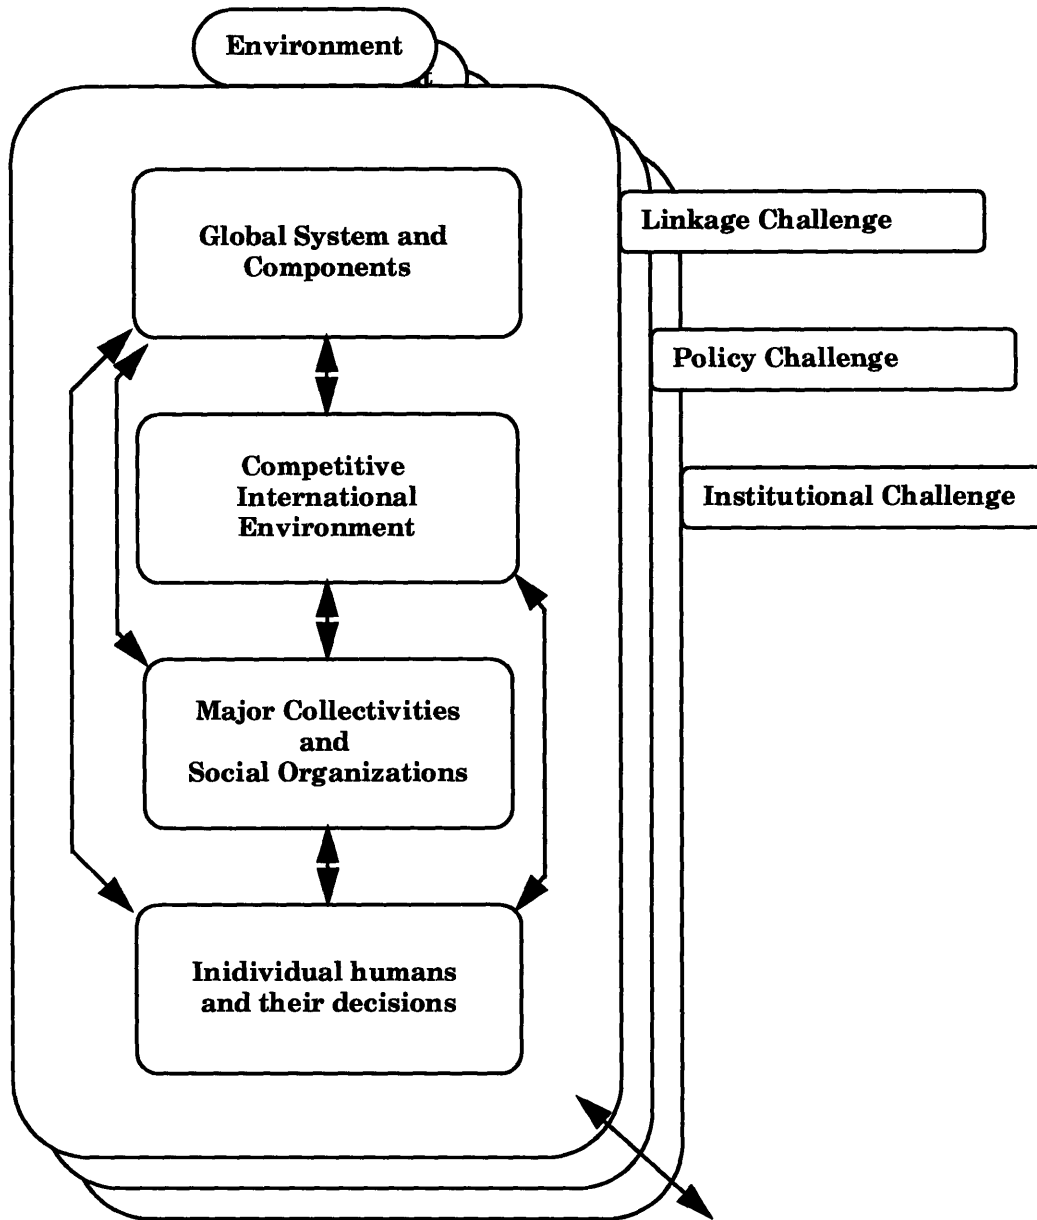 Environment
t
Global System and
Components
Linkage Challenge
Policy Challenge
Competitive
International
Environment
Institutional Challenge
Major Collectivities
and
Social Organizations
Inidividual humans
and their decisions